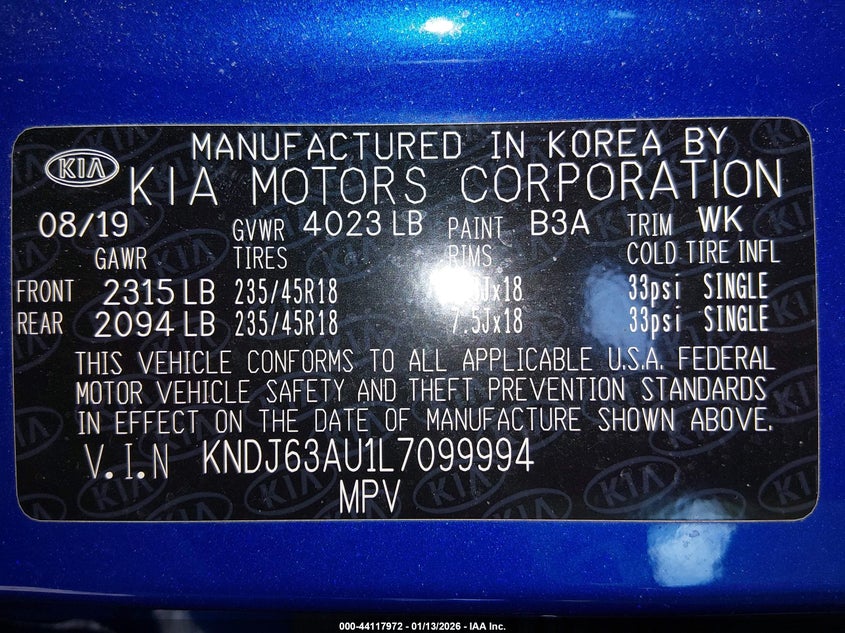 KIA
MANUFACTURED IN KOREA BY
KIA MOTORS CORPORATION
08/19 GVWR 4023 LB PAINT B3A TRIM WK
GAWR TIRES RIMS COLD TIRE INFL
FRONT 2315 LB 235/45R18 Jx18 33psi SINGLE
REAR 2094 LB 235/45R18 7.5Jx18 33psi SINGLE
THIS VEHICLE CONFORMS TO ALL APPLICABLE U.S.A. FEDERAL
MOTOR VEHICLE SAFETY AND THEFT PREVENTION STANDARDS
IN EFFECT ON THE DATE OF MANUFACTURE SHOWN ABOVE.
V.I.N KNDJ63AU1L7099994
MPV
000-44117972 - 01/13/2026 - IAA Inc.